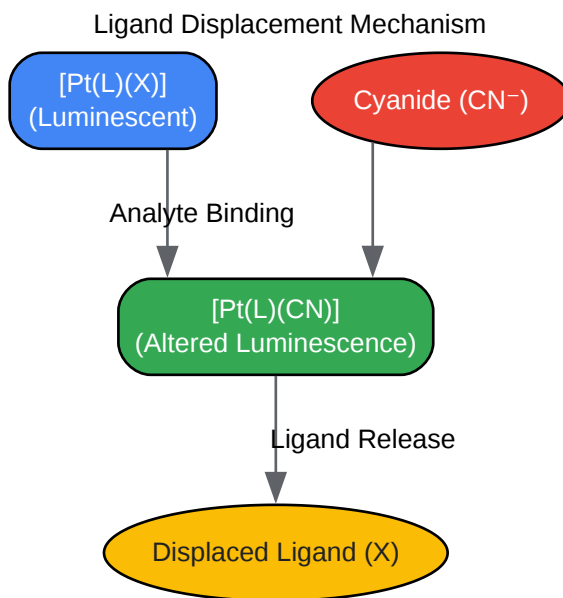 Ligand Displacement Mechanism
[Pt(L)(X)]
(Luminescent)
Cyanide (CN⁻)
Analyte Binding
[Pt(L)(CN)]
(Altered Luminescence)
Ligand Release
Displaced Ligand (X)